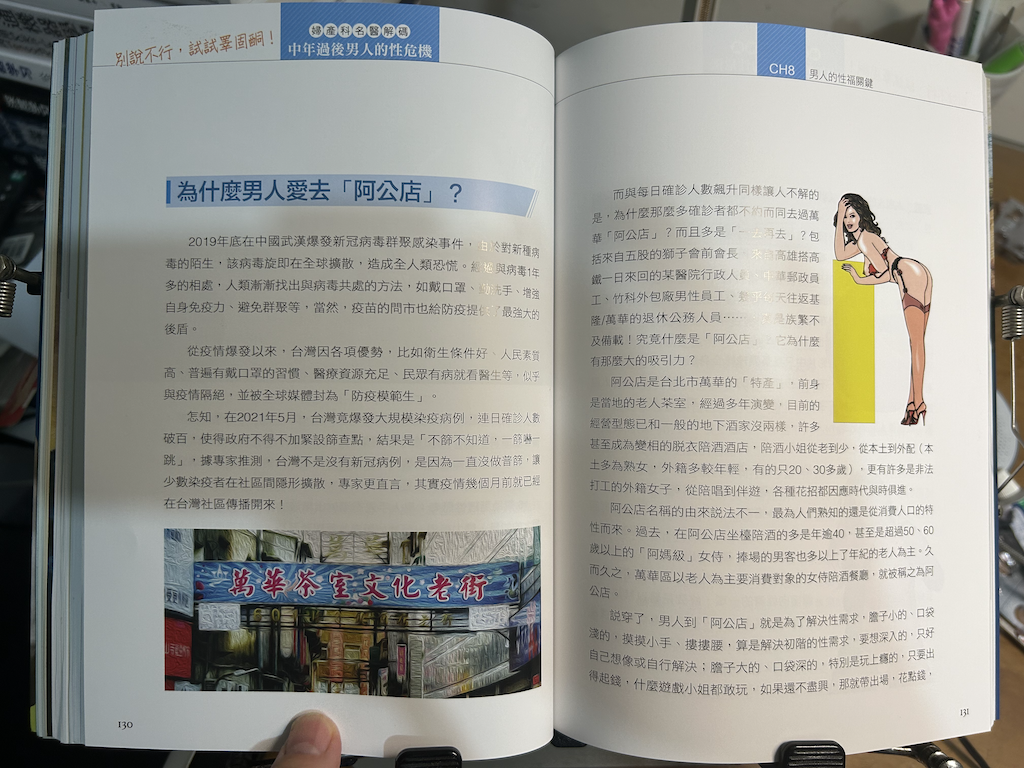 別說不行，試試睪固酮！
婦產科名醫解碼
中年過後男人的性危機
為什麼男人愛去「阿公店」？
2019年底在中國武漢爆發新冠病毒群聚感染事件，由於對新種病
毒的陌生，該病毒旋即在全球擴散，造成全人類恐慌。經過與病毒1年
多的相處，人類漸漸找出與病毒共處的方法，如戴口罩、勤洗手、增強
自身免疫力、避免群聚等，當然，疫苗的問市也給防疫提供了最強大的
後盾。
從疫情爆發以來，台灣因各項優勢，比如衛生條件好、人民素質
高、普遍有戴口罩的習慣、醫療資源充足、民眾有病就看醫生等，似乎
與疫情隔絕，並被全球媒體封為「防疫模範生」。
怎知，在2021年5月，台灣竟爆發大規模染疫病例，連日確診人數
破百，使得政府不得不加緊設篩查點，結果是「不篩不知道，一篩嚇一
跳」，據專家推測，台灣不是沒有新冠病例，是因為一直沒做普篩，讓
少數染疫者在社區間隱形擴散，專家更直言，其實疫情幾個月前就已經
在台灣社區傳播開來！
萬華茶室文化老街
130
CH8
男人的性福關鍵
而與每日確診人數飆升同樣讓人不解的
是，為什麼那麼多確診者都不約而同去過萬
華「阿公店」？而且多是「一去再去」？包
括來自五股的獅子會前會長、
高雄搭高
鐵一日來回的某醫院行政人
華郵政員
工、竹科外包廠男性員工、
天往返基
隆/萬華的退休公務人員……
是族繁不
及備載！究竟什麼是「阿公店」？它為什麼
有那麼大的吸引力？
阿公店是台北市萬華的「特產」，前身
是當地的老人茶室，經過多年演變，目前的
經營型態已和一般的地下酒家沒兩樣，許多
甚至成為變相的脫衣陪酒酒店，陪酒小姐從老到少，從本土到外配（本
土多為熟女，外籍多較年輕，有的只20、30多歲），更有許多是非法
打工的外籍女子，從陪唱到伴遊，各種花招都因應時代與時俱進。
阿公店名稱的由來說法不一，最為人們熟知的還是從消費人口的特
性而來。過去，在阿公店坐檯陪酒的多是年逾40，甚至是超過50、60
歲以上的「阿媽級」女侍，捧場的男客也多以上了年紀的老人為主。久
而久之，萬華區以老人為主要消費對象的女侍陪酒餐廳，就被稱之為阿
公店。
說穿了，男人到「阿公店」就是為了解決性需求，膽子小的、口袋
淺的，摸摸小手、摟摟腰，算是解決初階的性需求，要想深入的，只好
自己想像或自行解決；膽子大的、口袋深的，特別是玩上癮的，只要出
得起錢，什麼遊戲小姐都敢玩，如果還不盡興，那就帶出場，花點錢，
131